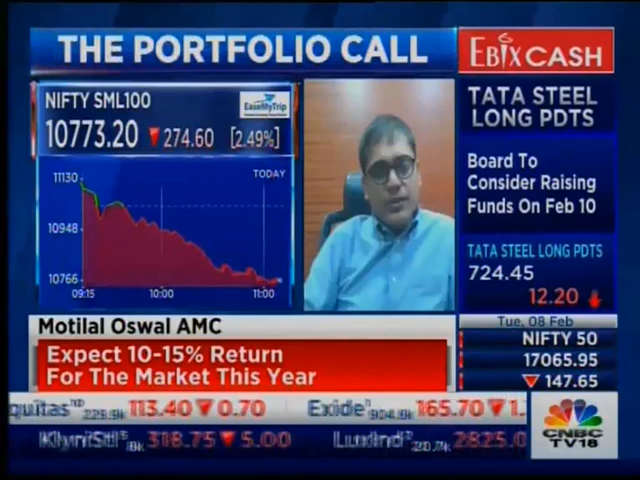 THE PORTFOLIO CALL
EbixCASH
NIFTY SML100
EaseMyTrip
10773.20 ▼ 274.60 [2.49%]
TODAY
11130
10948
10766
09:15 10:00 11:00
TATA STEEL
LONG PDTS
Board To
Consider Raising
Funds On Feb 10
TATA STEEL LONG PDTS
724.45
12.20
Tue, 08 Feb
NIFTY 50
17065.95
▼ 147.65
Motilal Oswal AMC
Expect 10-15% Return
For The Market This Year
quitas 113.40 ▼ 0.70 Exide 165.70 ▼ 1.
318.75 ▼ 5.00 LuxInd 2825.0
CNBC
TV18